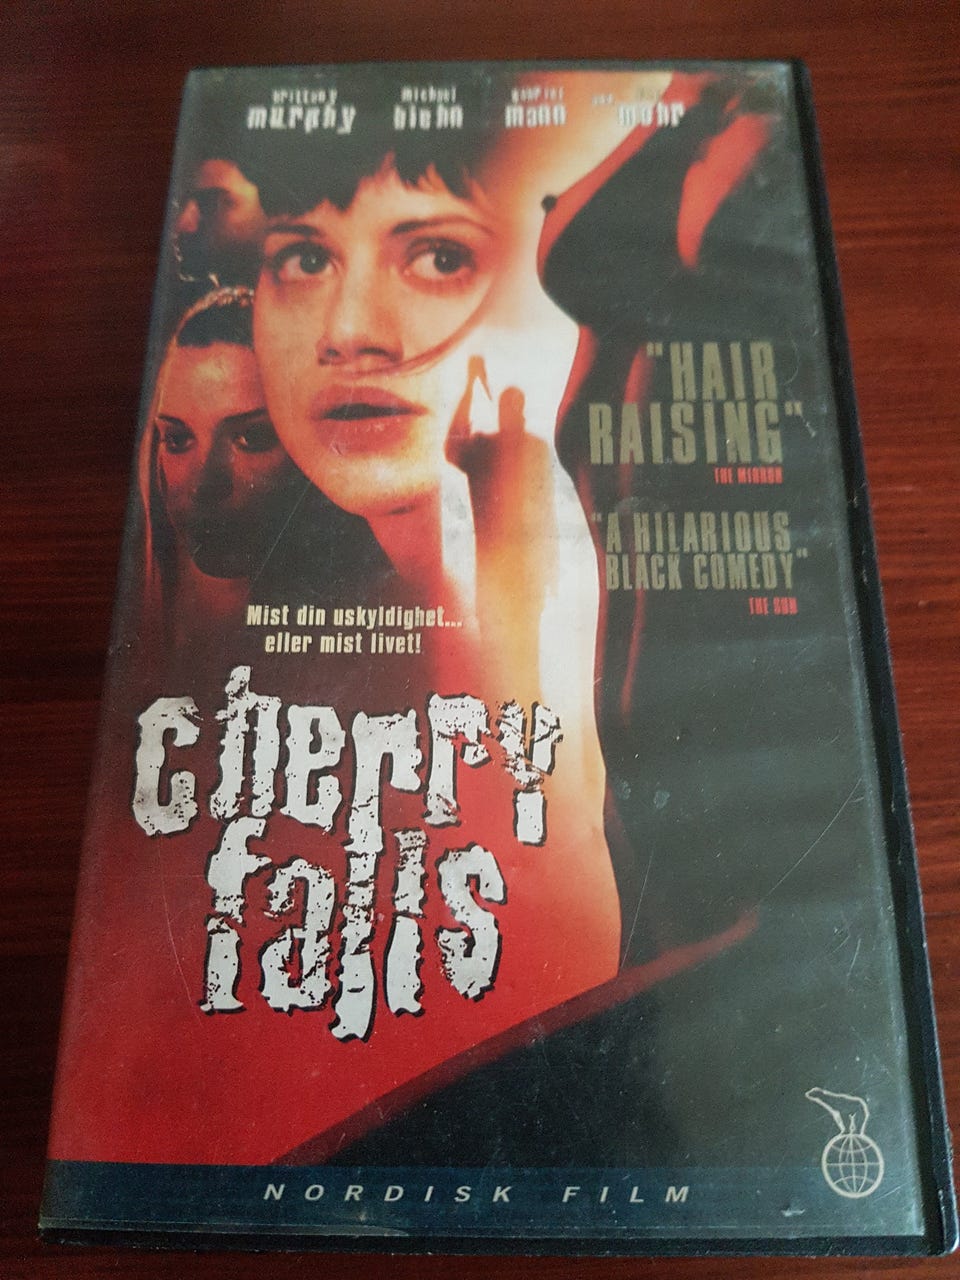 brittany michael gabriel
murphy biehn mann mohr
"HAIR
RAISING"
THE MIRROR
"A HILARIOUS
BLACK COMEDY"
THE SUN
Mist din uskyldighet...
eller mist livet!
cherry
falls
NORDISK FILM